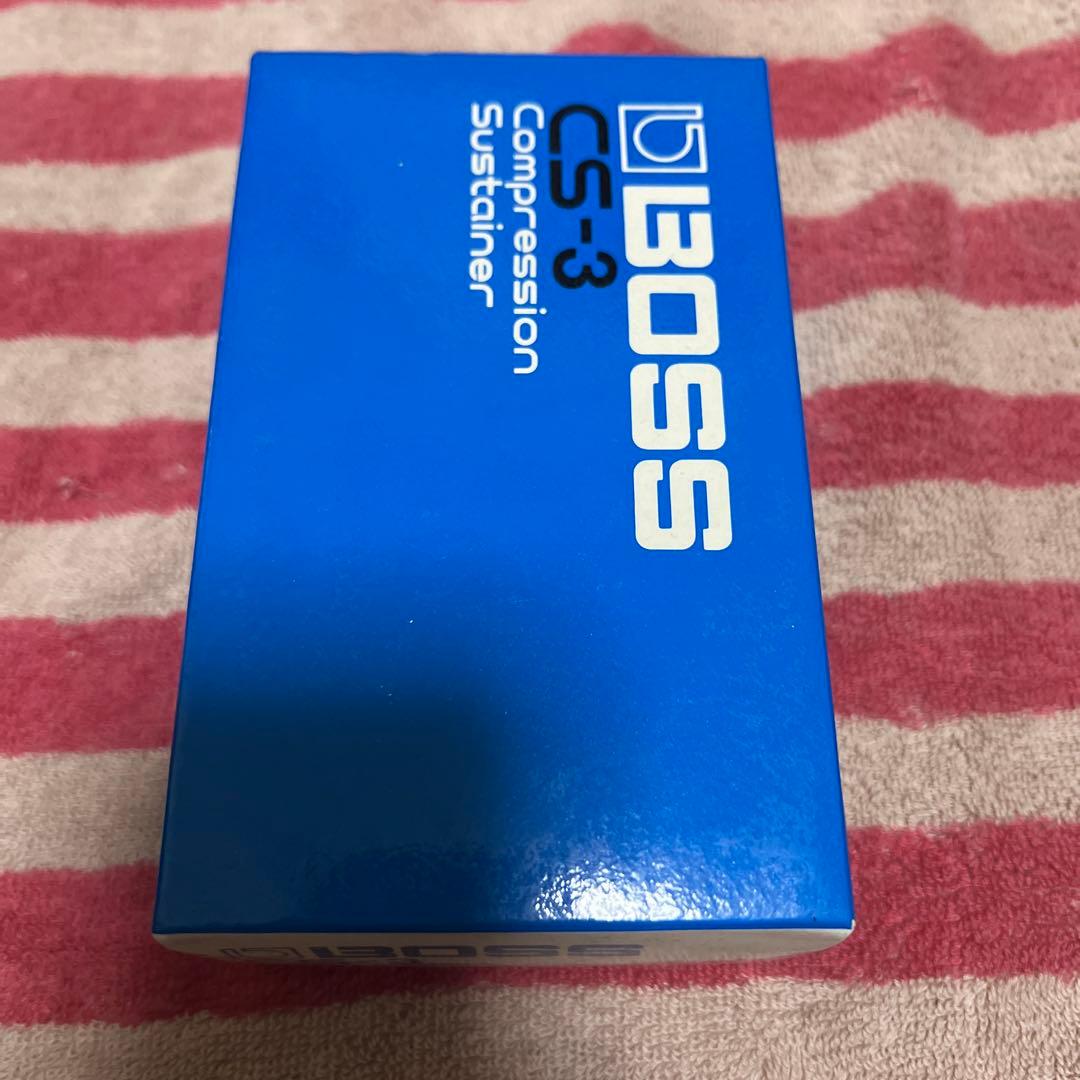 BOSS
CS-3
Compression
Sustainer
BOSS